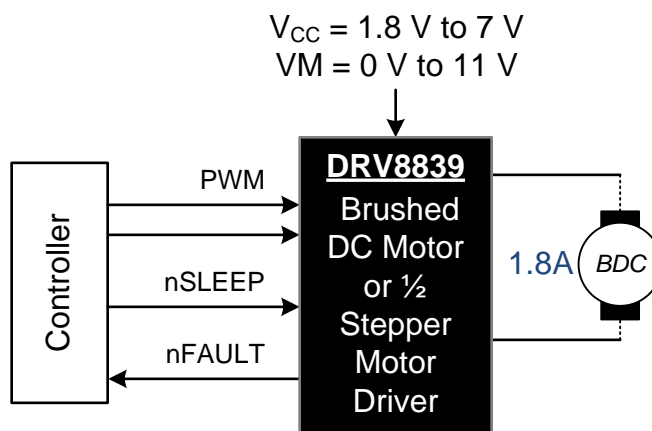 V_CC = 1.8 V to 7 V
VM = 0 V to 11 V
Controller
PWM
nSLEEP
nFAULT
DRV8839
Brushed
DC Motor
or ½
Stepper
Motor
Driver
1.8A
BDC